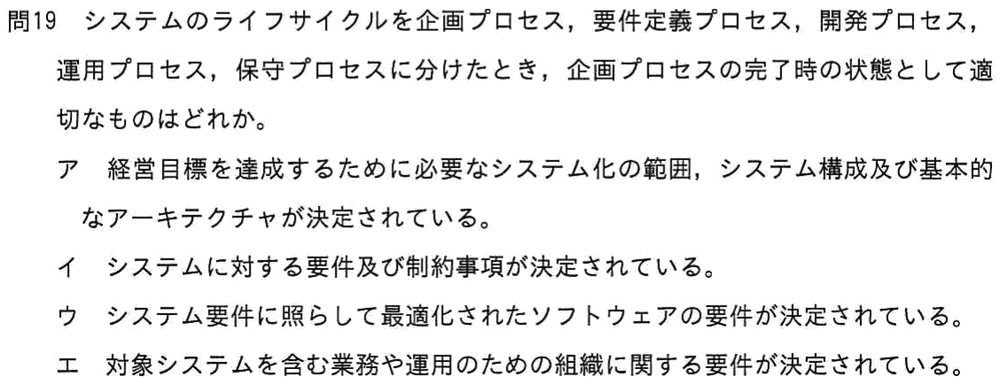 問19 システムのライフサイクルを企画プロセス，要件定義プロセス，開発プロセス，
運用プロセス，保守プロセスに分けたとき，企画プロセスの完了時の状態として適
切なものはどれか。
ア 経営目標を達成するために必要なシステム化の範囲，システム構成及び基本的
なアーキテクチャが決定されている。
イ システムに対する要件及び制約事項が決定されている。
ウ システム要件に照らして最適化されたソフトウェアの要件が決定されている。
エ 対象システムを含む業務や運用のための組織に関する要件が決定されている。